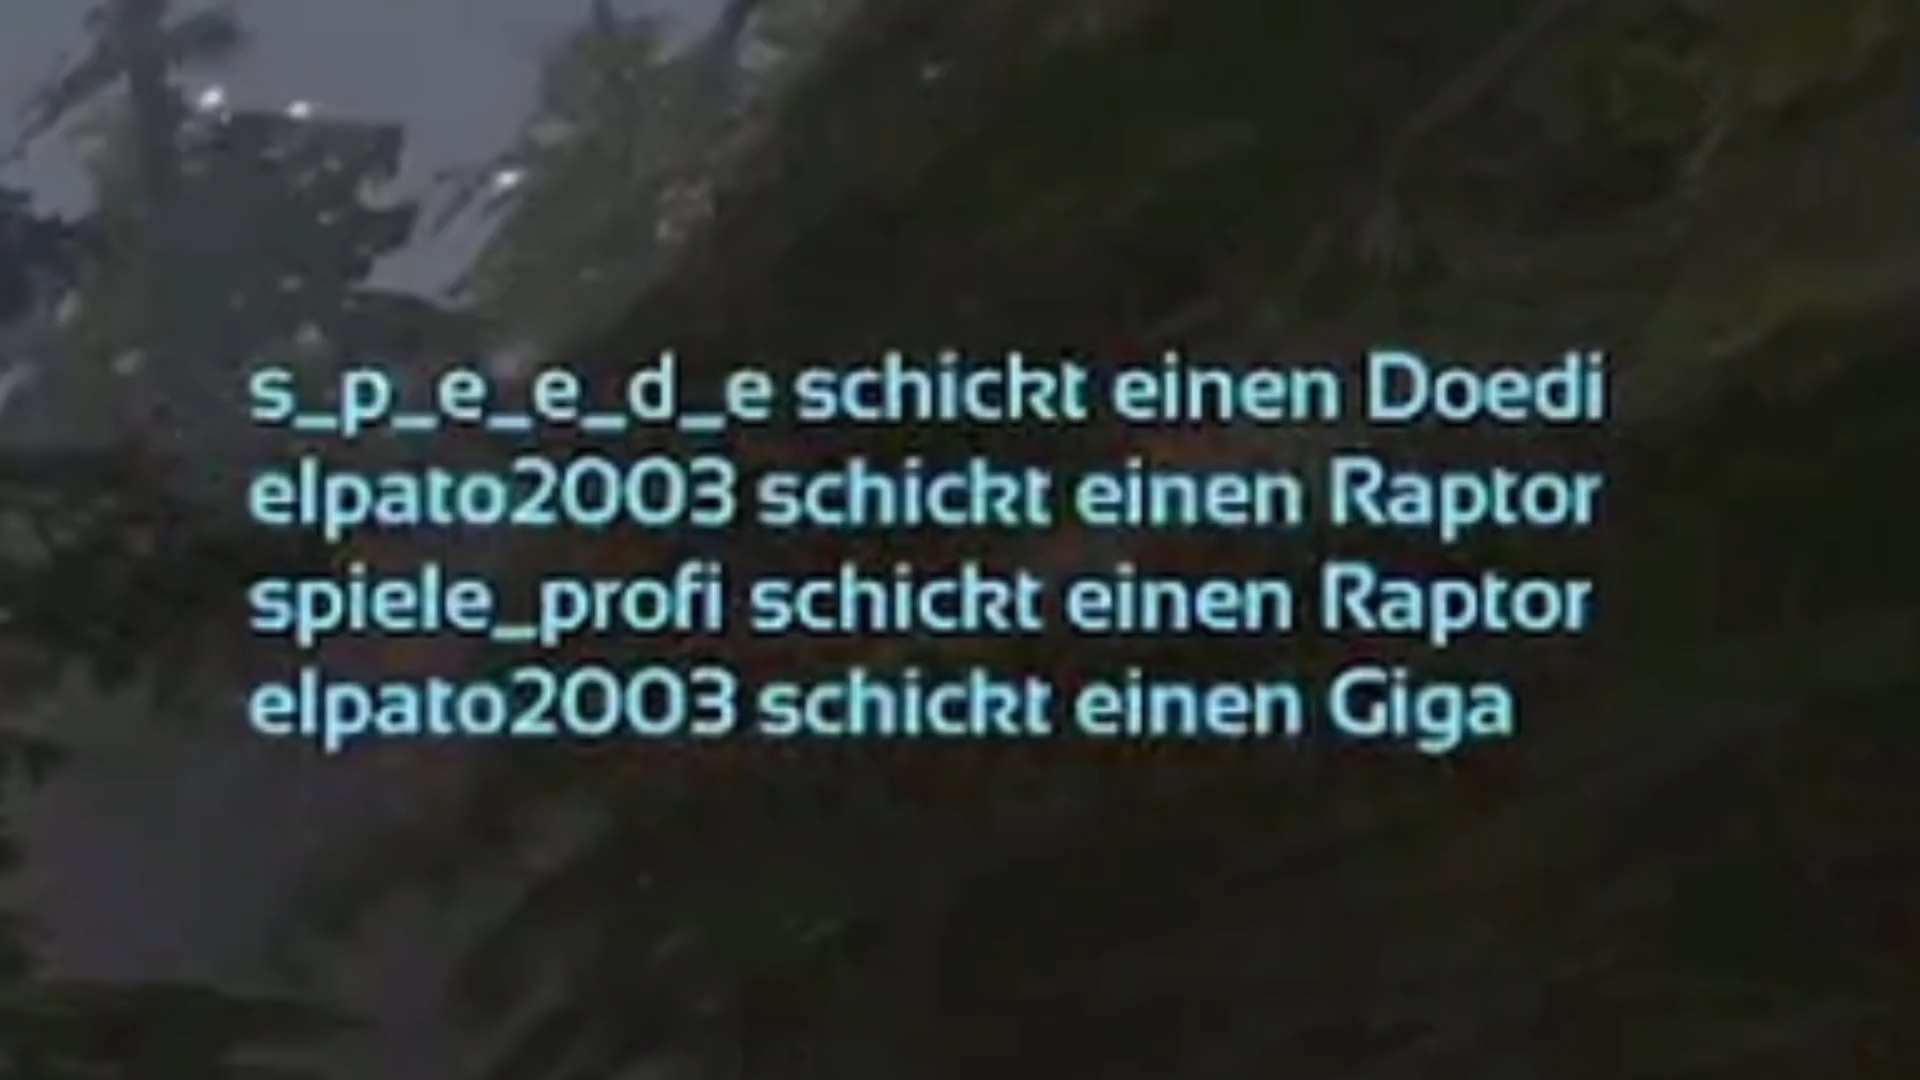 s_p_e_e_d_e schickt einen Doedi
elpato2003 schickt einen Raptor
spiele_profi schickt einen Raptor
elpato2003 schickt einen Giga